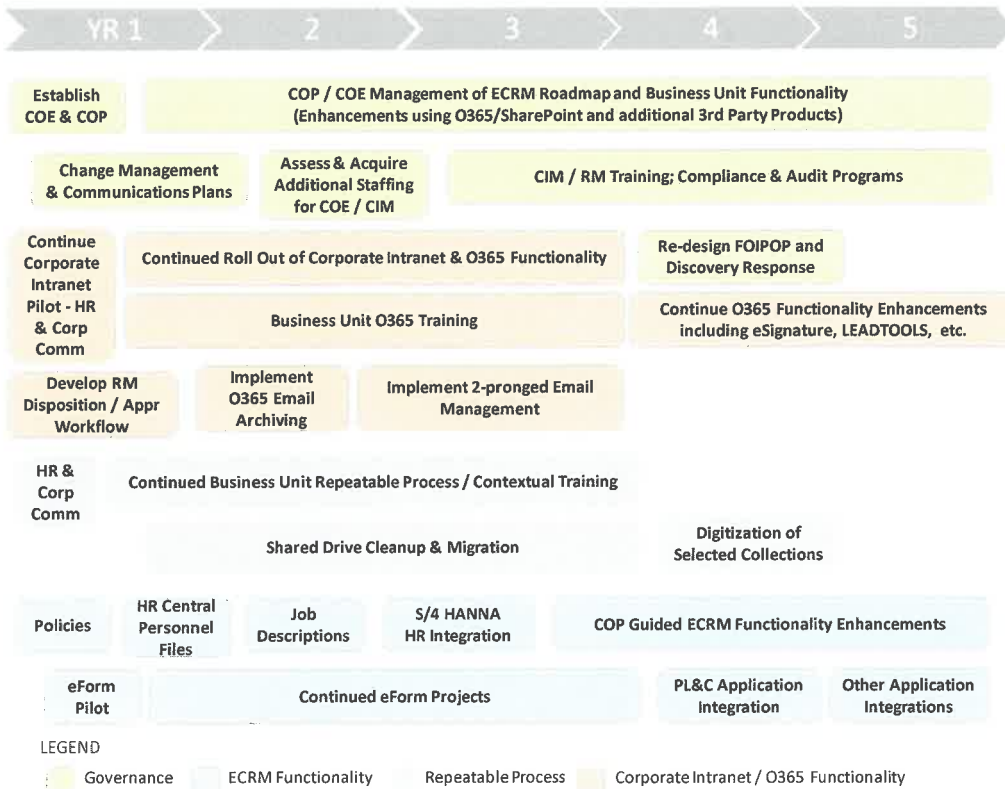 YR 1 2 3 4 5
Establish
COE & COP
COP / COE Management of ECRM Roadmap and Business Unit Functionality
(Enhancements using O365/SharePoint and additional 3rd Party Products)
Change Management
& Communications Plans
Assess & Acquire
Additional Staffing
for COE / CIM
CIM / RM Training; Compliance & Audit Programs
Continue
Corporate
Intranet
Pilot - HR
& Corp
Comm
Continued Roll Out of Corporate Intranet & O365 Functionality
Re-design FOIPOP and
Discovery Response
Business Unit O365 Training
Continue O365 Functionality Enhancements
including eSignature, LEADTOOLS, etc.
Develop RM
Disposition / Appr
Workflow
Implement
O365 Email
Archiving
Implement 2-pronged Email
Management
HR &
Corp
Comm
Continued Business Unit Repeatable Process / Contextual Training
Shared Drive Cleanup & Migration
Digitization of
Selected Collections
Policies
HR Central
Personnel
Files
Job
Descriptions
S/4 HANNA
HR Integration
COP Guided ECRM Functionality Enhancements
eForm
Pilot
Continued eForm Projects
PL&C Application
Integration
Other Application
Integrations
LEGEND
Governance
ECRM Functionality
Repeatable Process
Corporate Intranet / O365 Functionality